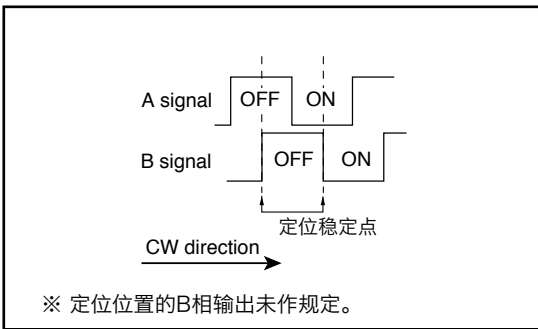 A signal OFF ON
B signal OFF ON
定位稳定点
CW direction
※ 定位位置的B相输出未作规定。